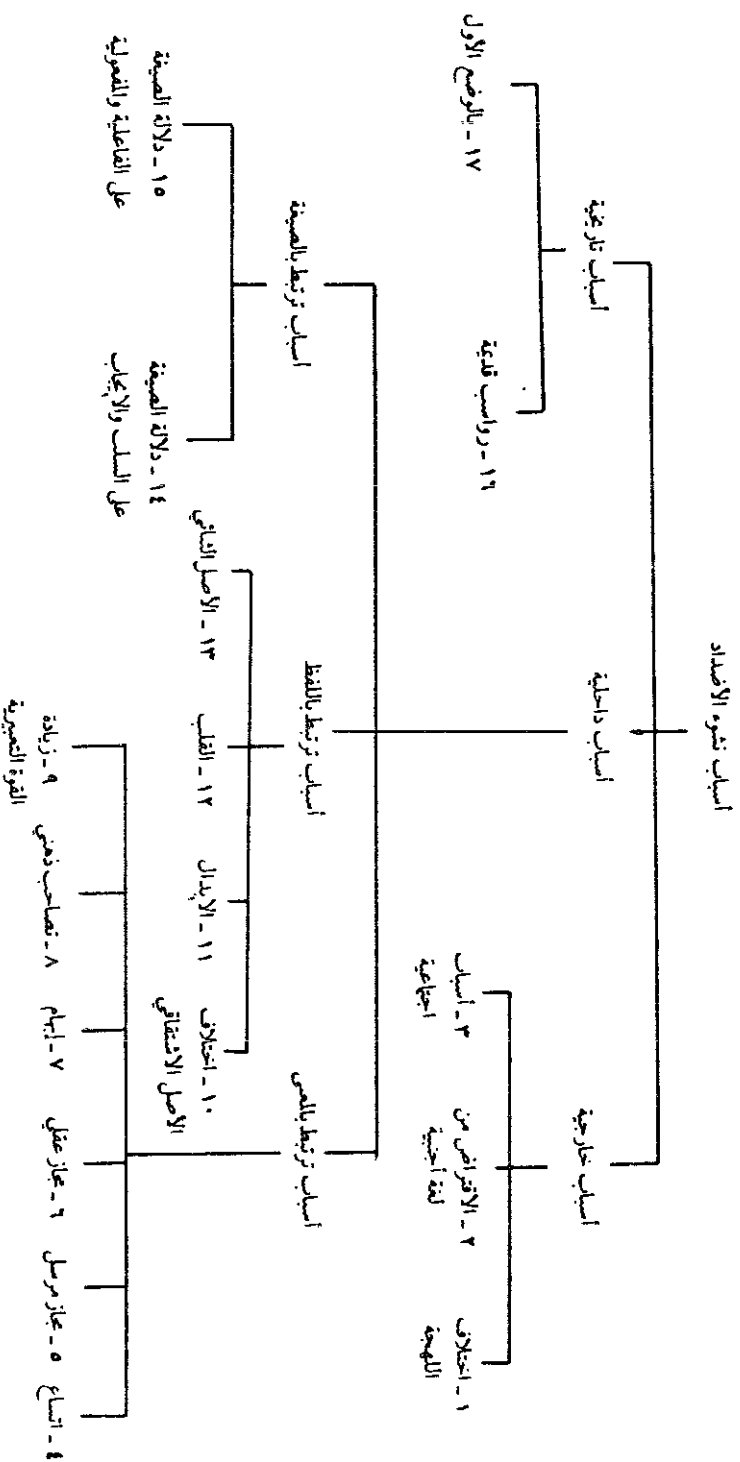 أسباب نشوء الأضداد
أسباب خارجية
أسباب داخلية
أسباب تاريخية
١ - اختلاف
اللهجة
٢ - الاقتراض من
لغة أجنبية
٣ - أسباب
اجتماعية
١٦ - رواسب قديمة
١٧ - بالوضع الأول
أسباب ترتبط بالمعنى
أسباب ترتبط باللفظ
أسباب ترتبط بالصيغة
٤ - اتساع
٥ - مجاز مرسل
٦ - مجاز عقلي
٧ - إبهام
٨ - تصاحب ذهني
٩ - زيادة
القوة التعبيرية
١٠ - اختلاف
الأصل الاشتقاقي
١١ - الإبدال
١٢ - القلب
١٣ - الأصل الثنائي
١٤ - دلالة الصيغة
على السلب والإيجاب
١٥ - دلالة الصيغة
على الفاعلية والمفعولية